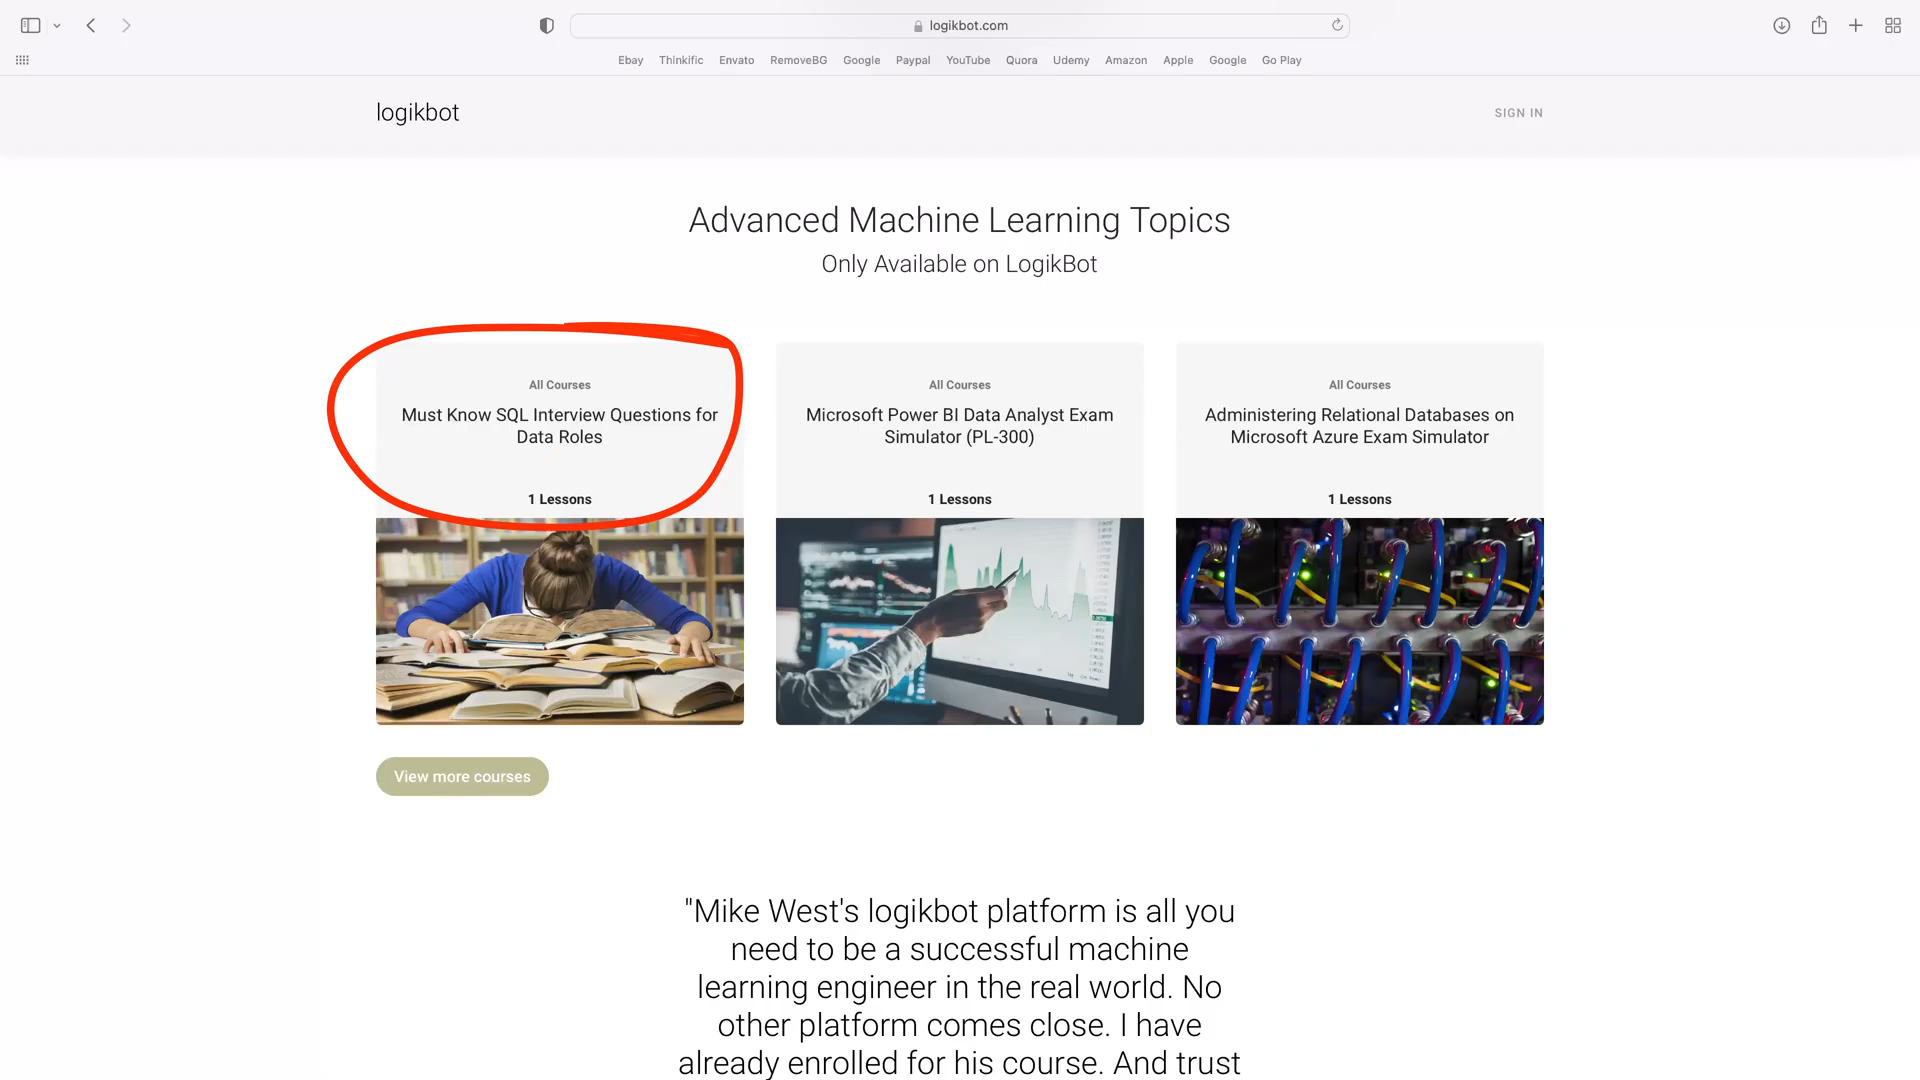 logikbot.com
Ebay Thinkific Envato RemoveBG Google Paypal YouTube Quora Udemy Amazon Apple Google Go Play
logikbot
SIGN IN
Advanced Machine Learning Topics
Only Available on LogikBot
All Courses
Must Know SQL Interview Questions for
Data Roles
1 Lessons
All Courses
Microsoft Power BI Data Analyst Exam
Simulator (PL-300)
1 Lessons
All Courses
Administering Relational Databases on
Microsoft Azure Exam Simulator
1 Lessons
View more courses
"Mike West's logikbot platform is all you
need to be a successful machine
learning engineer in the real world. No
other platform comes close. I have
already enrolled for his course. And trust